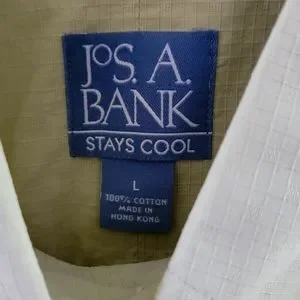 JoS. A.
BANK
STAYS COOL
L
100% COTTON
MADE IN
HONG KONG